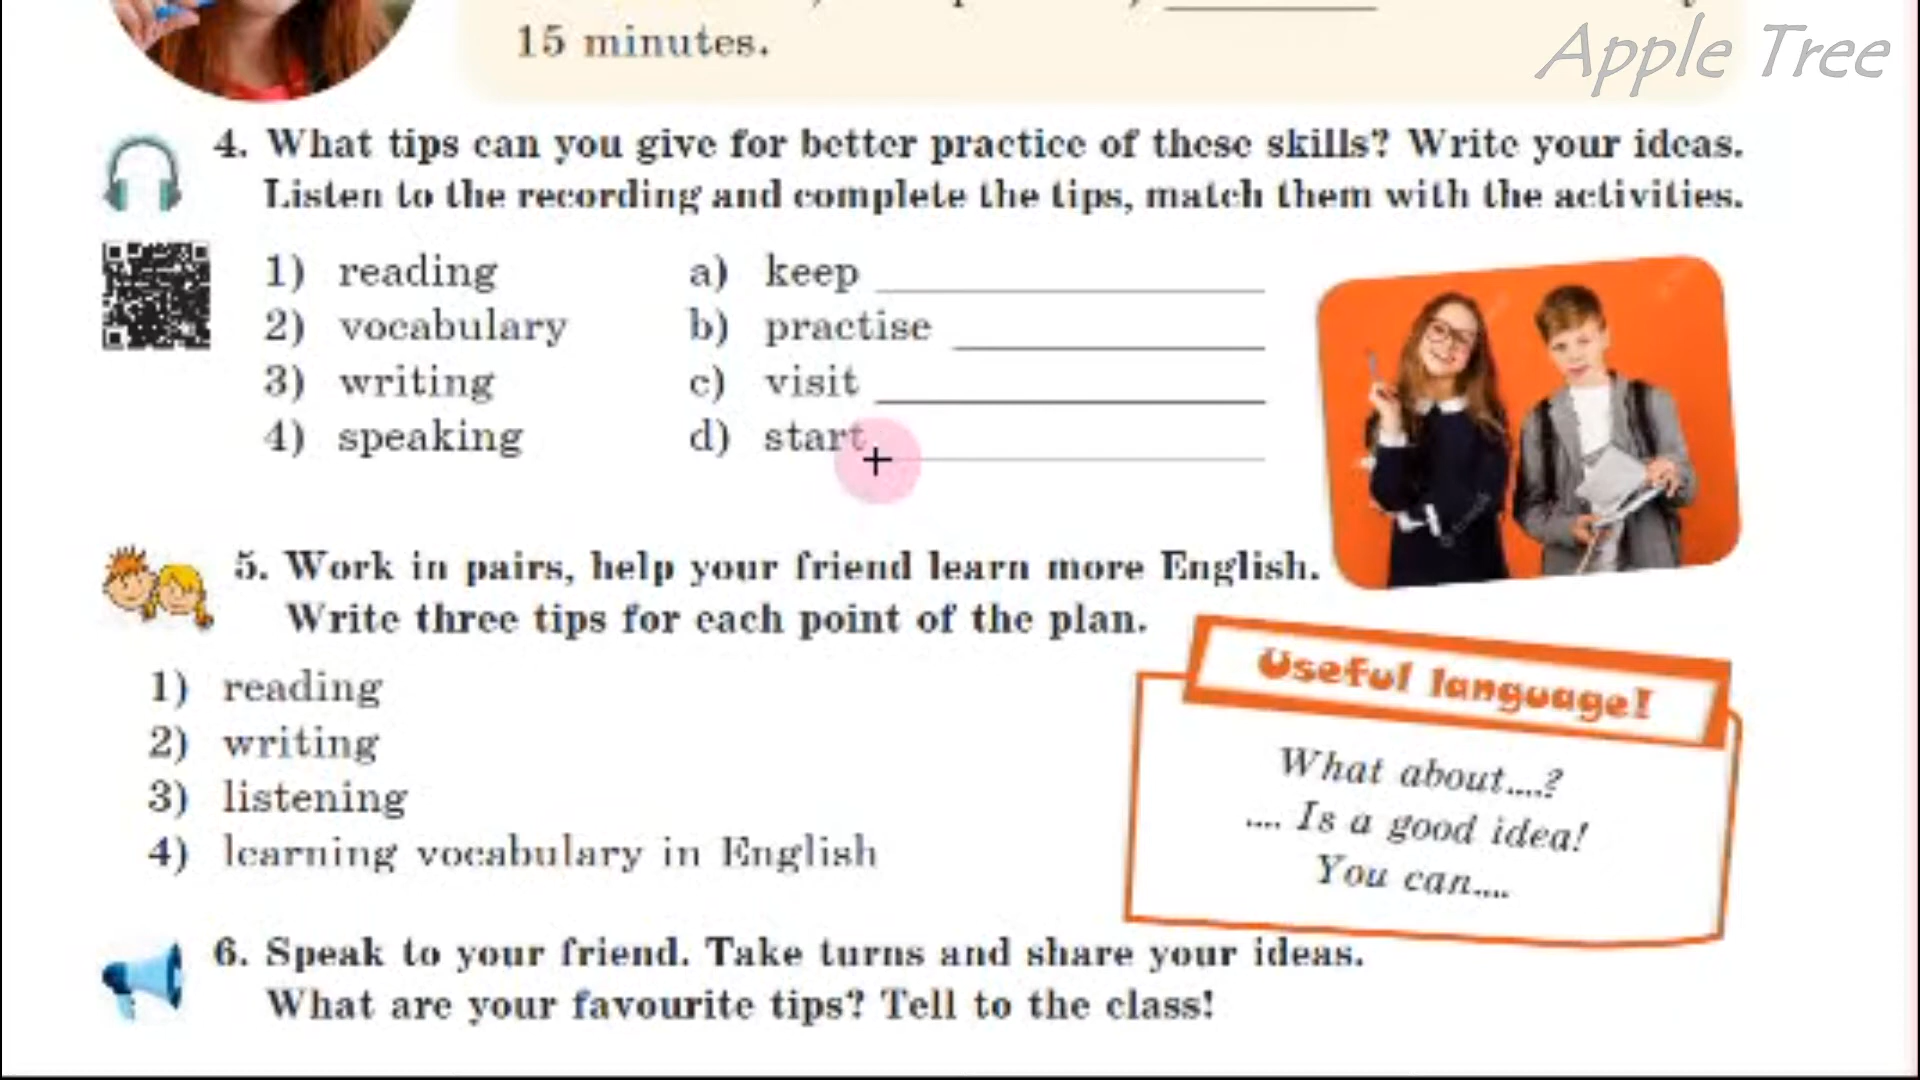 15 minutes.
Apple Tree
4. What tips can you give for better practice of these skills? Write your ideas.
Listen to the recording and complete the tips, match them with the activities.
1) reading
2) vocabulary
3) writing
4) speaking
a) keep
b) practise
c) visit
d) start
5. Work in pairs, help your friend learn more English.
Write three tips for each point of the plan.
1) reading
2) writing
3) listening
4) learning vocabulary in English
Useful language!
What about....?
.... Is a good idea!
You can....
6. Speak to your friend. Take turns and share your ideas.
What are your favourite tips? Tell to the class!